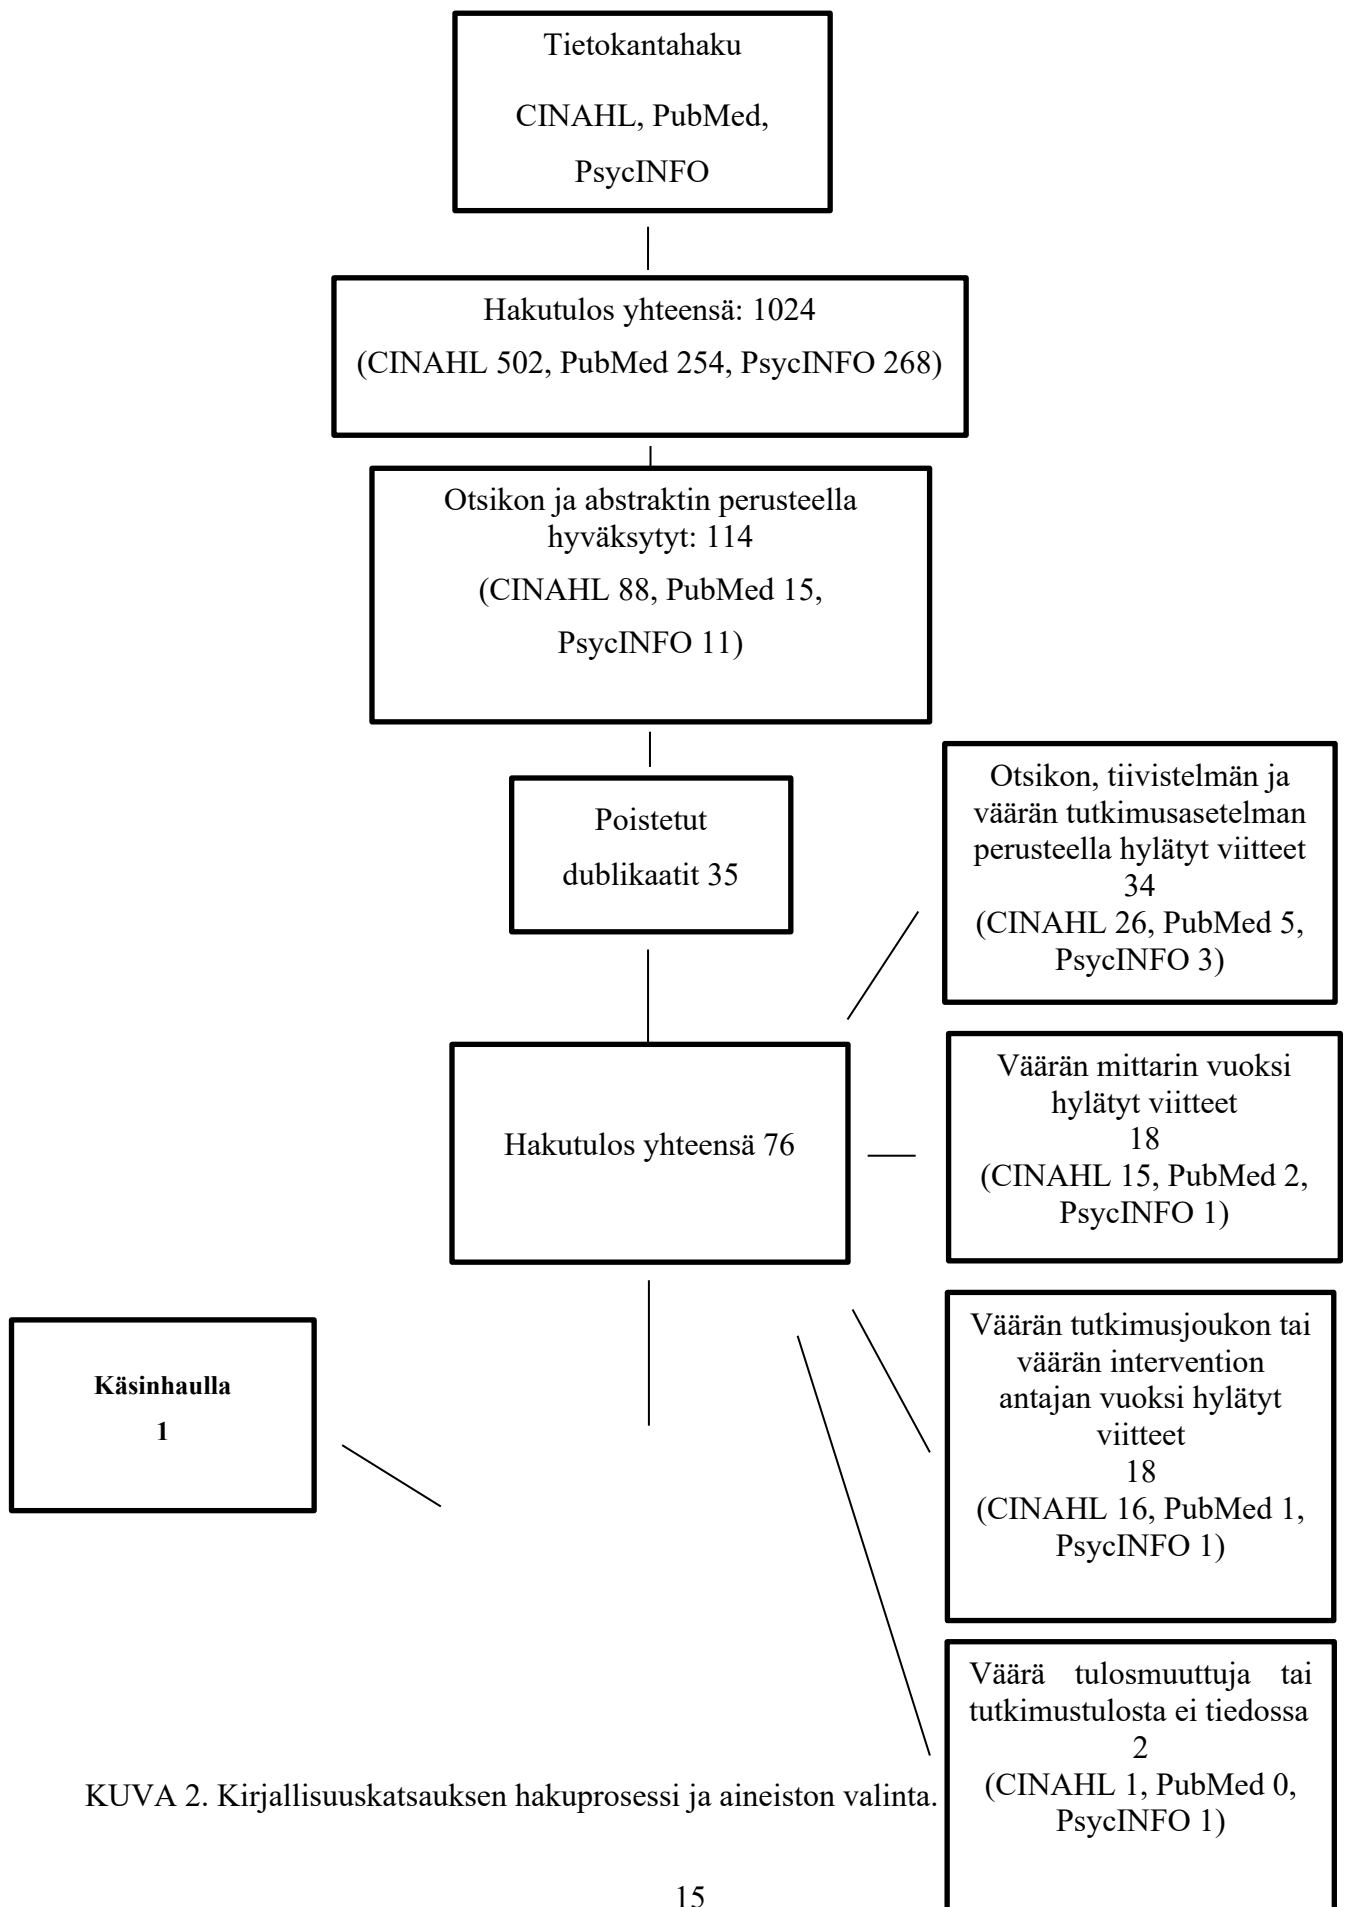 Tietokantahaku
CINAHL, PubMed,
PsycINFO
Hakutulos yhteensä: 1024
(CINAHL 502, PubMed 254, PsycINFO 268)
Otsikon ja abstraktin perusteella
hyväksytyt: 114
(CINAHL 88, PubMed 15,
PsycINFO 11)
Poistetut
dublikaatit 35
Otsikon, tiivistelmän ja
väärän tutkimusasetelman
perusteella hylätyt viitteet
34
(CINAHL 26, PubMed 5,
PsycINFO 3)
Hakutulos yhteensä 76
Väärän mittarin vuoksi
hylätyt viitteet
18
(CINAHL 15, PubMed 2,
PsycINFO 1)
Väärän tutkimusjoukon tai
väärän intervention
antajan vuoksi hylätyt
viitteet
18
(CINAHL 16, PubMed 1,
PsycINFO 1)
Käsinhaulla
1
Väärä tulosmuuttuja tai
tutkimustulosta ei tiedossa
2
(CINAHL 1, PubMed 0,
PsycINFO 1)
KUVA 2. Kirjallisuuskatsauksen hakuprosessi ja aineiston valinta.
15